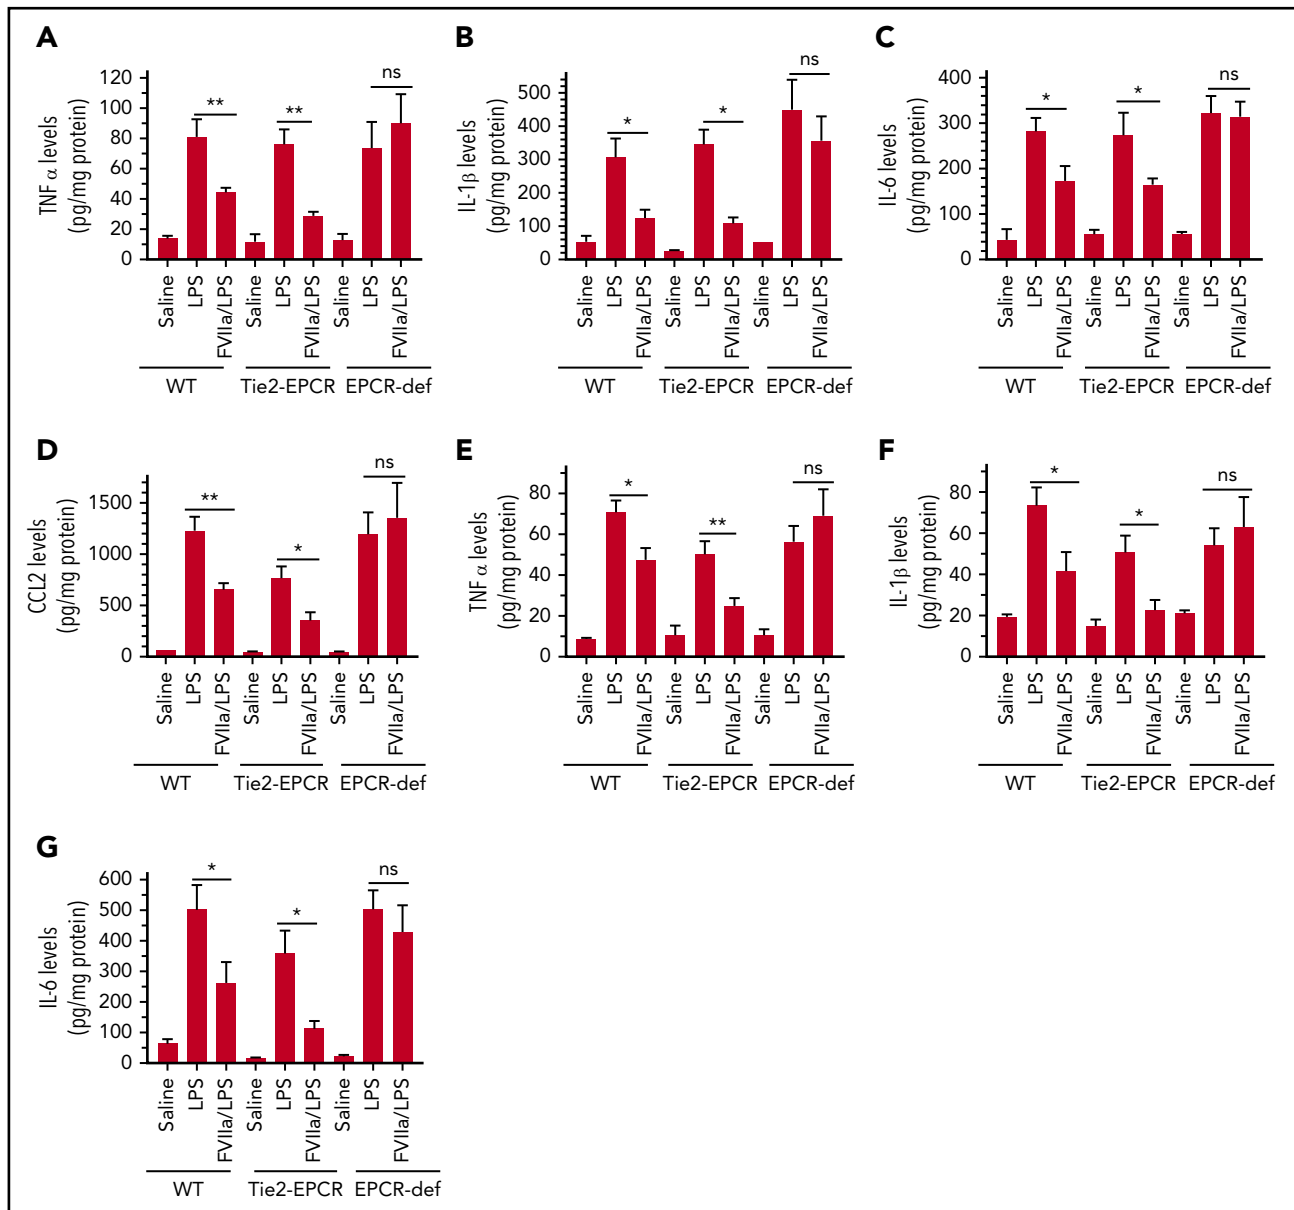 A
TNF α levels
(pg/mg protein)
120
100
80
60
40
20
0
**
**
ns
Saline
LPS
FVIIa/LPS
Saline
LPS
FVIIa/LPS
Saline
LPS
FVIIa/LPS
WT
Tie2-EPCR
EPCR-def
B
IL-1β levels
(pg/mg protein)
500
400
300
200
100
0
*
*
ns
Saline
LPS
FVIIa/LPS
Saline
LPS
FVIIa/LPS
Saline
LPS
FVIIa/LPS
WT
Tie2-EPCR
EPCR-def
C
IL-6 levels
(pg/mg protein)
400
300
200
100
0
*
*
ns
Saline
LPS
FVIIa/LPS
Saline
LPS
FVIIa/LPS
Saline
LPS
FVIIa/LPS
WT
Tie2-EPCR
EPCR-def
D
CCL2 levels
(pg/mg protein)
1500
1000
500
0
**
*
ns
Saline
LPS
FVIIa/LPS
Saline
LPS
FVIIa/LPS
Saline
LPS
FVIIa/LPS
WT
Tie2-EPCR
EPCR-def
E
TNF α levels
(pg/mg protein)
80
60
40
20
0
*
**
ns
Saline
LPS
FVIIa/LPS
Saline
LPS
FVIIa/LPS
Saline
LPS
FVIIa/LPS
WT
Tie2-EPCR
EPCR-def
F
IL-1β levels
(pg/mg protein)
80
60
40
20
0
*
*
ns
Saline
LPS
FVIIa/LPS
Saline
LPS
FVIIa/LPS
Saline
LPS
FVIIa/LPS
WT
Tie2-EPCR
EPCR-def
G
IL-6 levels
(pg/mg protein)
600
500
400
300
200
100
0
*
*
ns
Saline
LPS
FVIIa/LPS
Saline
LPS
FVIIa/LPS
Saline
LPS
FVIIa/LPS
WT
Tie2-EPCR
EPCR-def